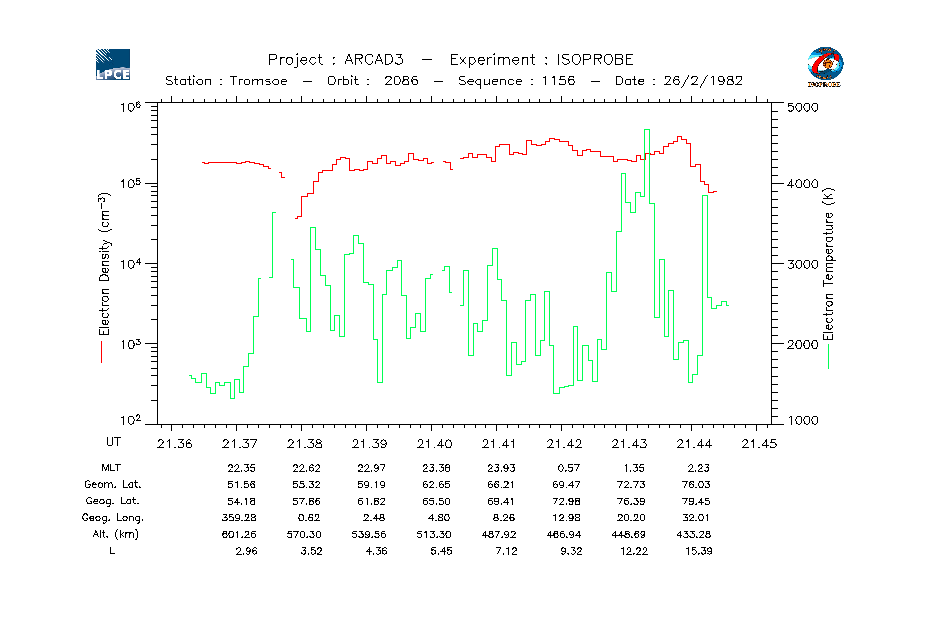 LPCE
Project : ARCAD3 — Experiment : ISOPROBE
ISOPROBE
Station : Tromsoe — Orbit : 2086 — Sequence : 1156 — Date : 26/2/1982
10⁶ 5000
10⁵ 4000
10⁴ 3000
10³ 2000
10² 1000
Electron Density (cm⁻³)
Electron Temperature (K)
UT 21.36 21.37 21.38 21.39 21.40 21.41 21.42 21.43 21.44 21.45
MLT 22.35 22.62 22.97 23.38 23.93 0.57 1.35 2.23
Geom. Lat. 51.56 55.32 59.19 62.65 66.21 69.47 72.73 76.03
Geog. Lat. 54.18 57.86 61.82 65.50 69.41 72.98 76.39 79.45
Geog. Long. 359.28 0.62 2.48 4.80 8.26 12.98 20.20 32.01
Alt. (km) 601.26 570.30 539.56 513.30 487.92 466.94 448.69 433.28
L 2.96 3.52 4.36 5.45 7.12 9.32 12.22 15.39